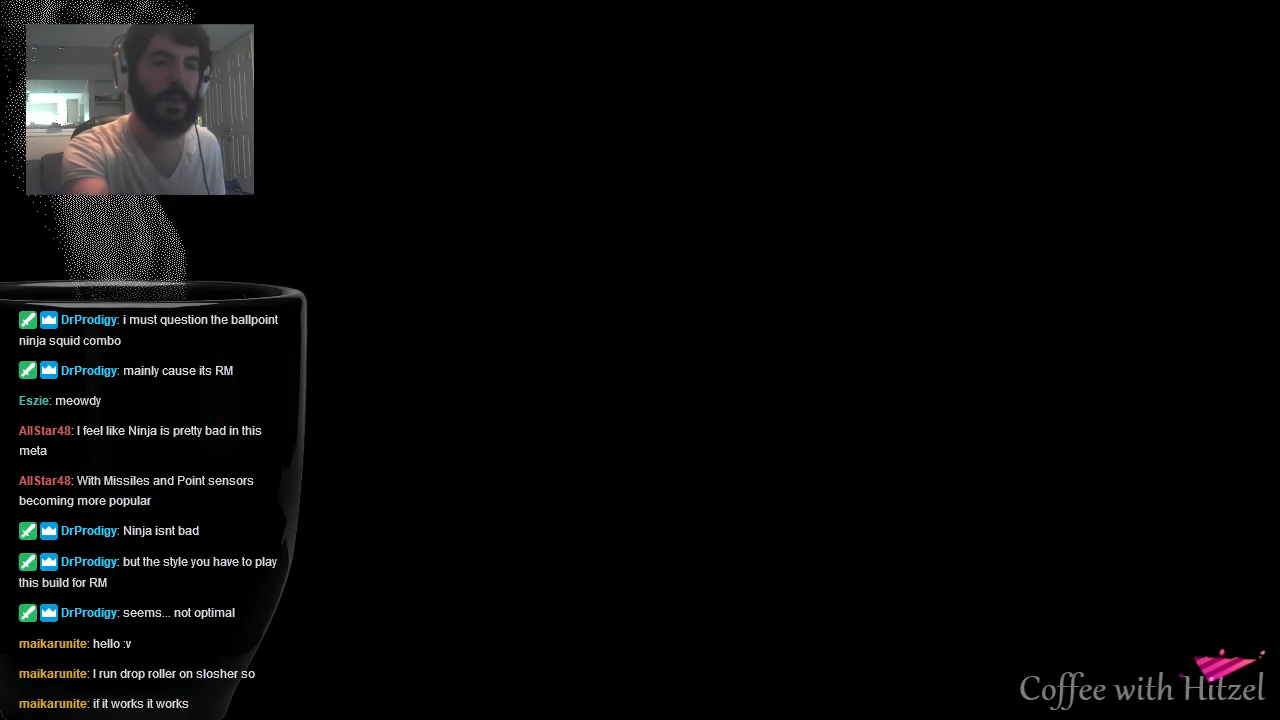 DrProdigy: i must question the ballpoint
ninja squid combo
DrProdigy: mainly cause its RM
Eszie: meowdy
AllStar48: I feel like Ninja is pretty bad in this
meta
AllStar48: With Missiles and Point sensors
becoming more popular
DrProdigy: Ninja isnt bad
DrProdigy: but the style you have to play
this build for RM
DrProdigy: seems... not optimal
maikarunite: hello :v
maikarunite: I run drop roller on slosher so
maikarunite: if it works it works
Coffee with Hitzel